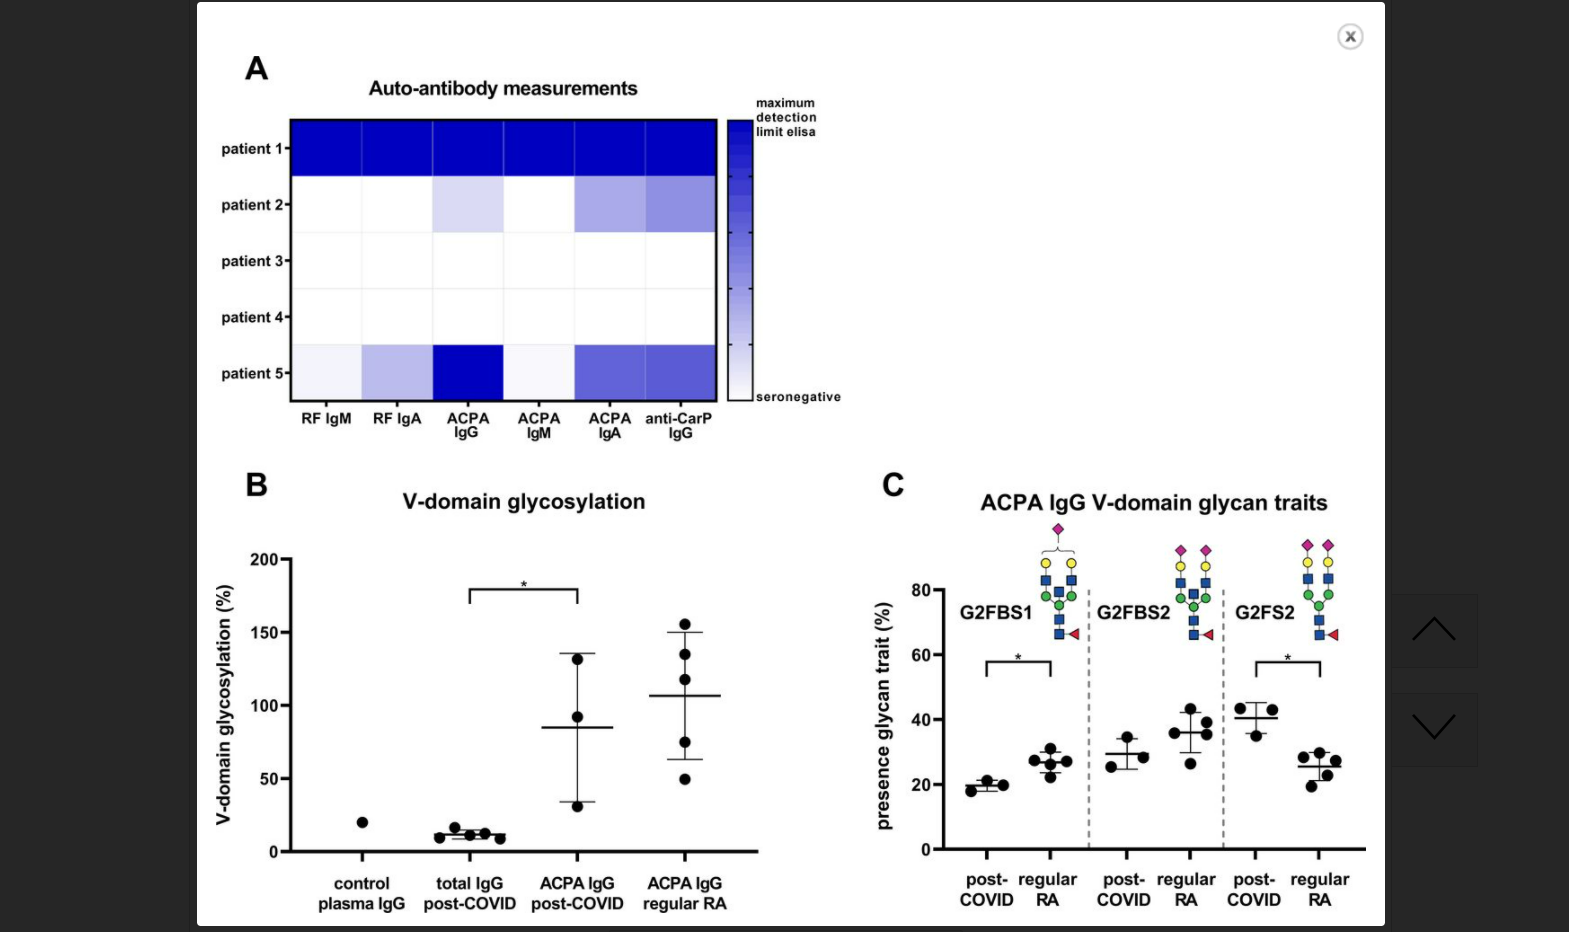 X
A
Auto-antibody measurements
maximum
detection
limit elisa
patient 1
patient 2
patient 3
patient 4
patient 5
seronegative
RF IgM
RF IgA
ACPA
IgG
ACPA
IgM
ACPA
IgA
anti-CarP
IgG
B
V-domain glycosylation
V-domain glycosylation (%)
200
150
100
50
0
*
control
plasma IgG
total IgG
post-COVID
ACPA IgG
post-COVID
ACPA IgG
regular RA
C
ACPA IgG V-domain glycan traits
presence glycan trait (%)
80
60
40
20
0
G2FBS1
G2FBS2
G2FS2
*
*
post-
COVID
regular
RA
post-
COVID
regular
RA
post-
COVID
regular
RA